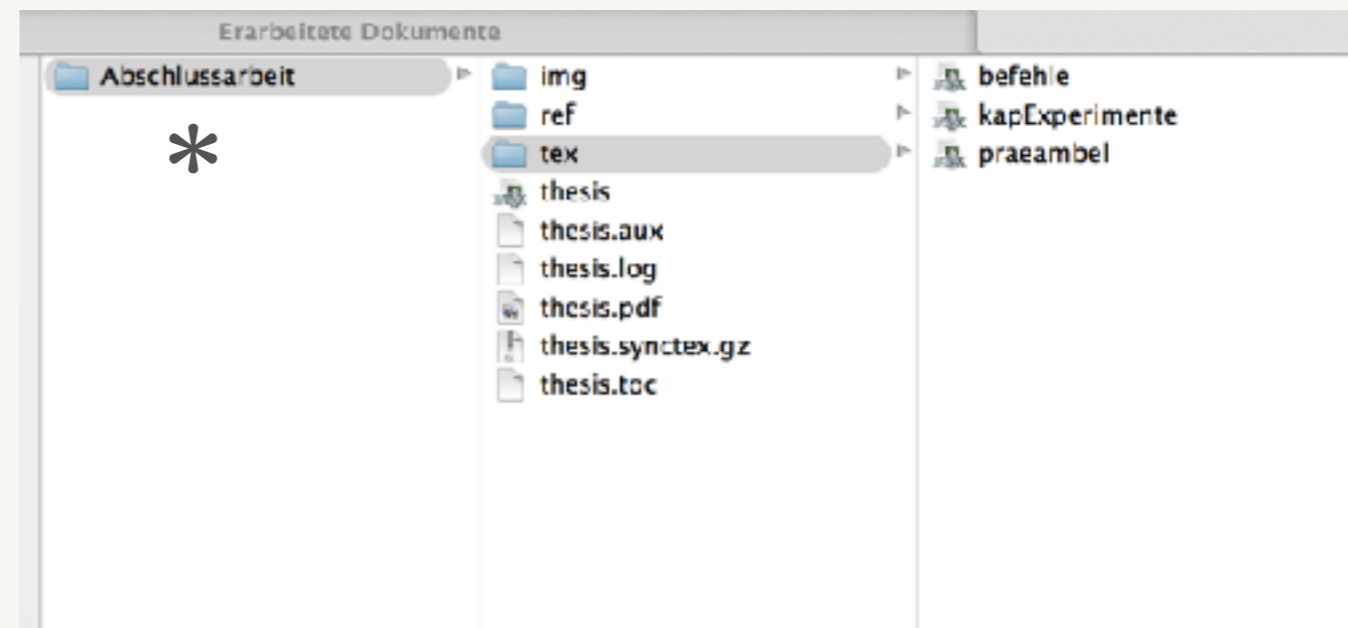 Erarbeitete Dokumente
Abschlussarbeit
*
img
ref
tex
thesis
thesis.aux
thesis.log
thesis.pdf
thesis.synctex.gz
thesis.toc
befehle
kapExperimente
praeambel